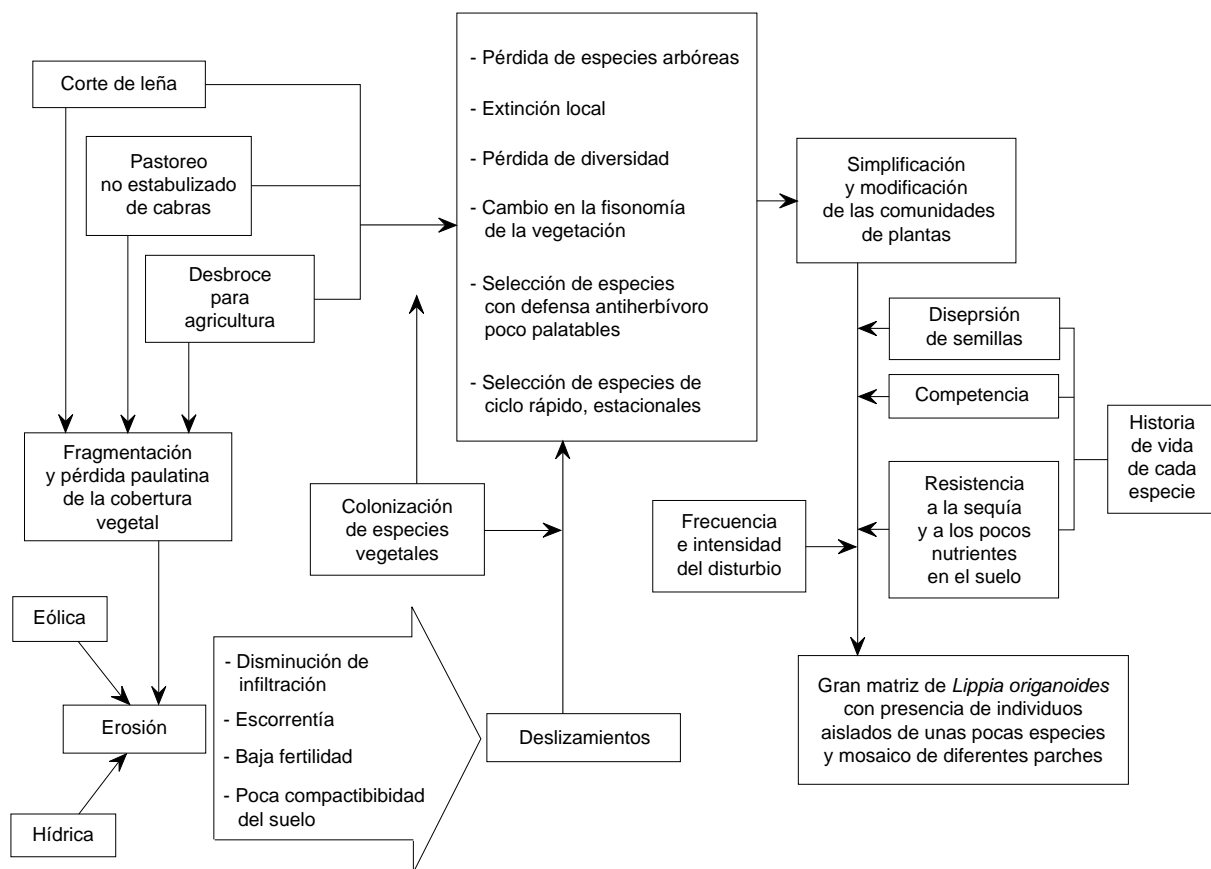 Corte de leña
Pastoreo
no estabulizado
de cabras
Desbroce
para
agricultura
Fragmentación
y pérdida paulatina
de la cobertura
vegetal
Eólica
Erosión
Hídrica
- Disminución de
infiltración
- Escorrentía
- Baja fertilidad
- Poca compactibibidad
del suelo
Deslizamientos
Colonización
de especies
vegetales
- Pérdida de especies arbóreas
- Extinción local
- Pérdida de diversidad
- Cambio en la fisonomía
de la vegetación
- Selección de especies
con defensa antiherbívoro
poco palatables
- Selección de especies de
ciclo rápido, estacionales
Simplificación
y modificación
de las comunidades
de plantas
Diseprsión
de semillas
Competencia
Resistencia
a la sequía
y a los pocos
nutrientes
en el suelo
Historia
de vida
de cada
especie
Frecuencia
e intensidad
del disturbio
Gran matriz de Lippia origanoides
con presencia de individuos
aislados de unas pocas especies
y mosaico de diferentes parches